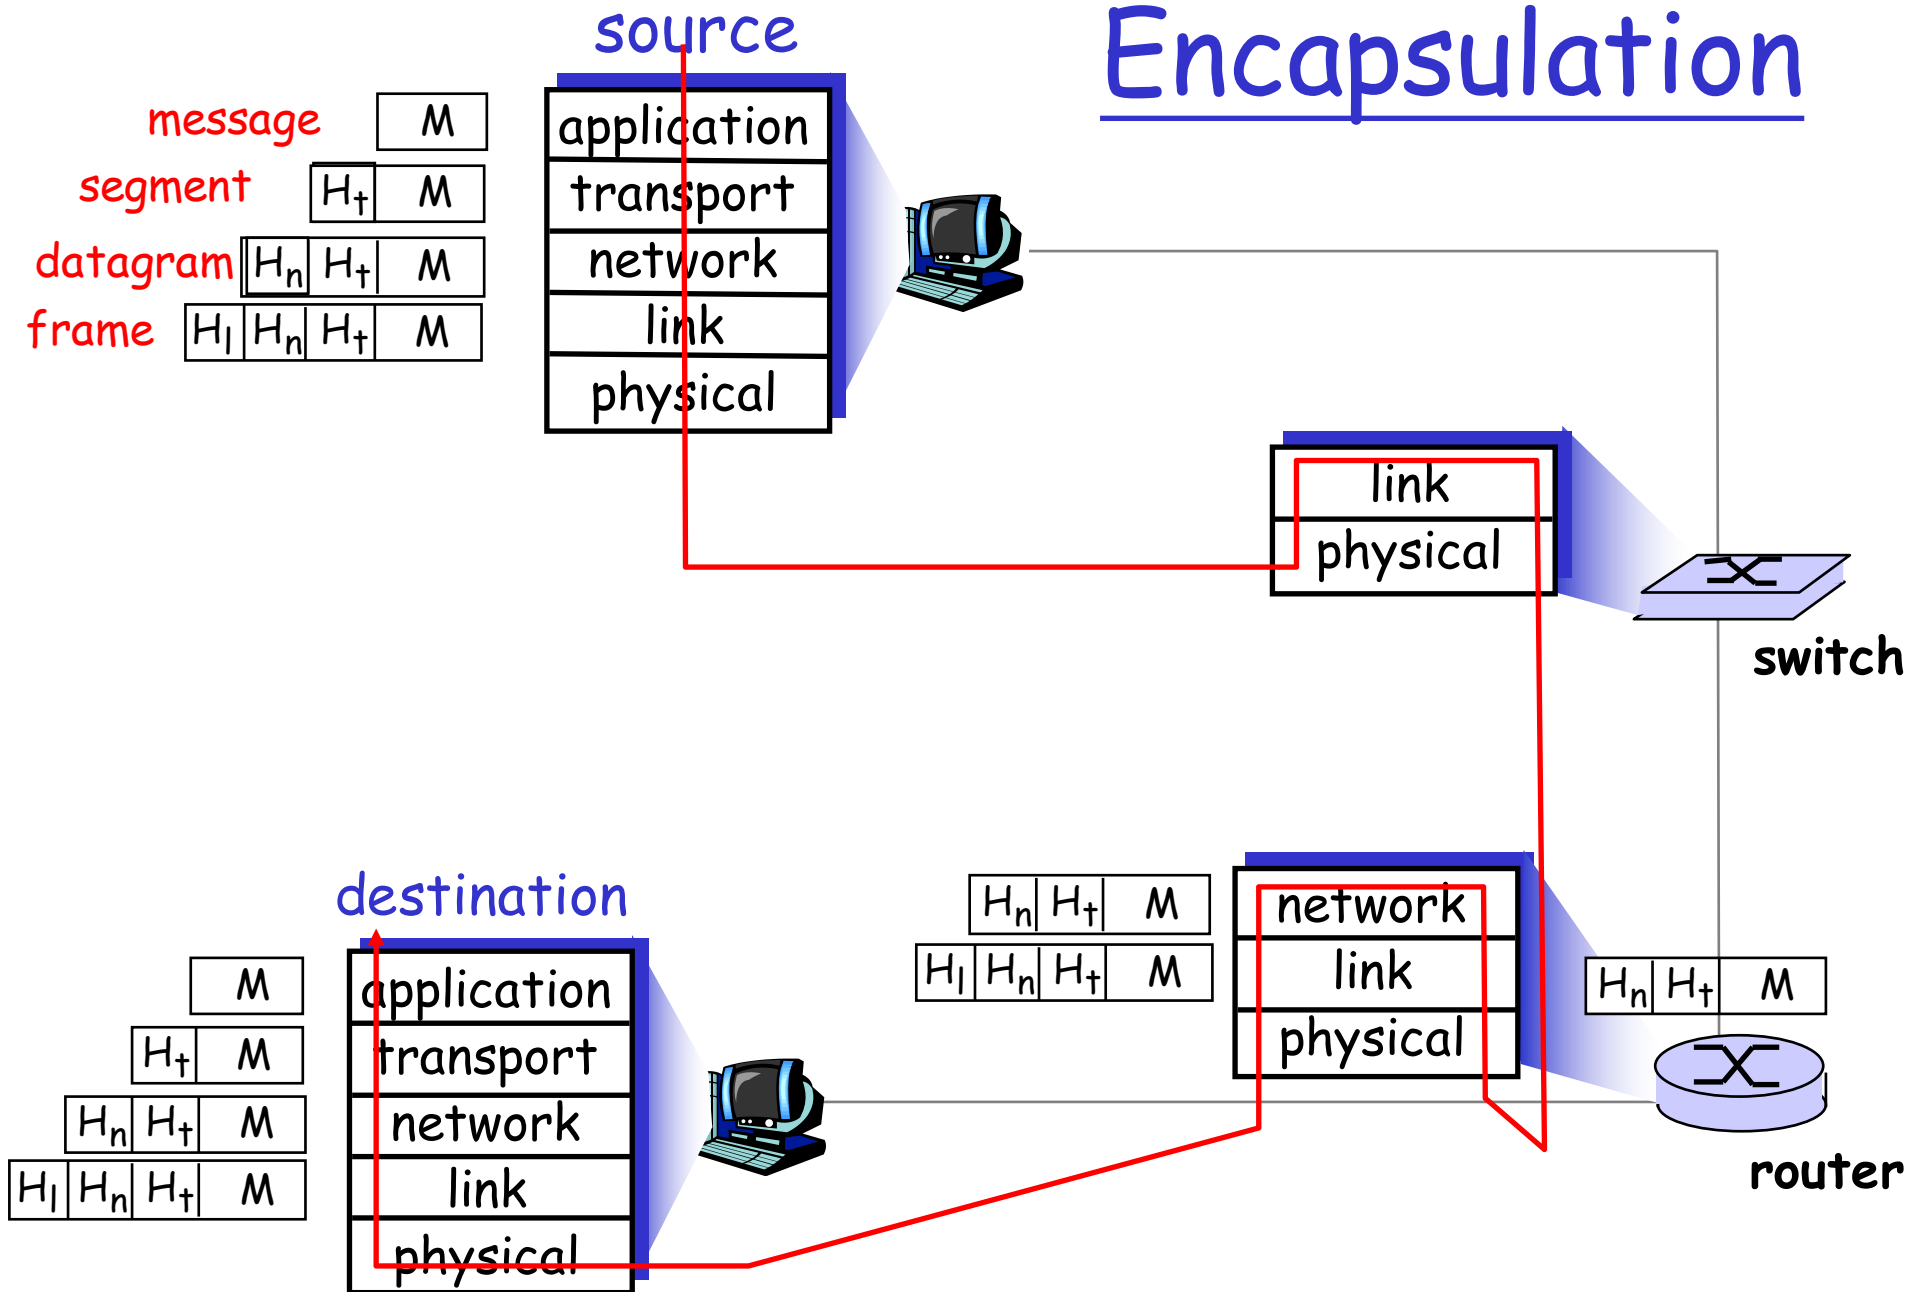 source
Encapsulation
message M application
segment Ht M transport
datagram Hn Ht M network
frame Hl Hn Ht M link
physical
link
physical
switch
destination
Hn Ht M network
Hl Hn Ht M link
physical
Hn Ht M
router
M application
Ht M transport
Hn Ht M network
Hl Hn Ht M link
physical